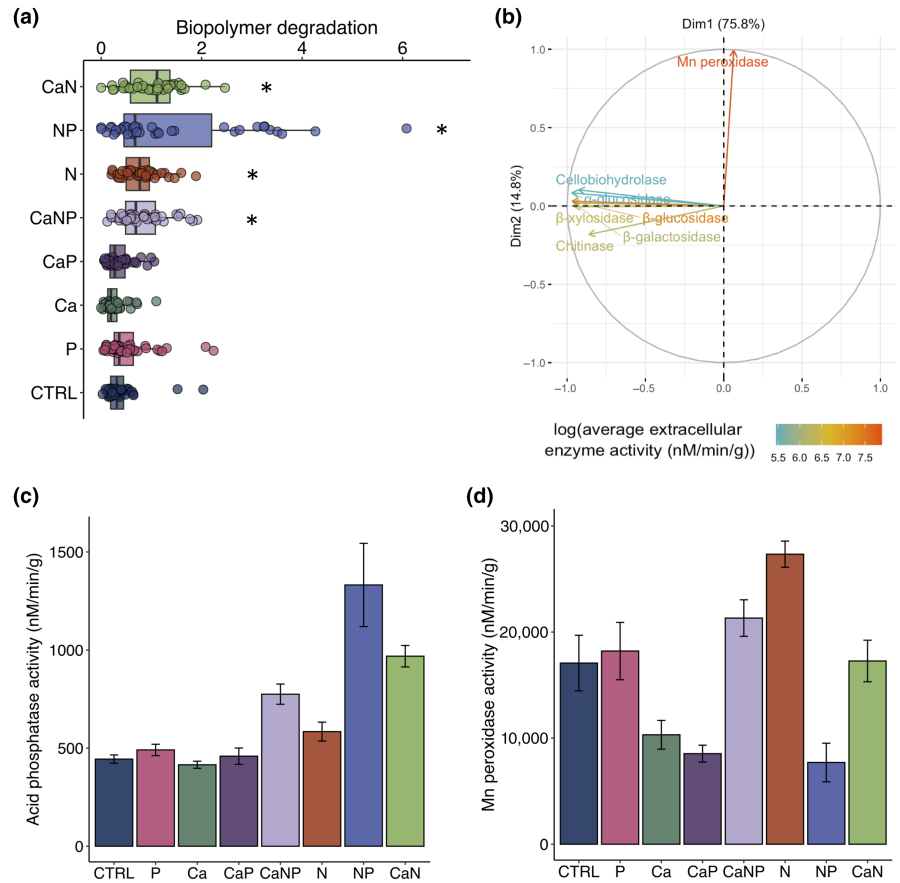 (a)
Biopolymer degradation
0 2 4 6
CaN
*
NP
*
N
*
CaNP
*
CaP
Ca
P
CTRL
(b)
Dim1 (75.8%)
Dim2 (14.8%)
1.0
0.5
0.0
−0.5
−1.0
−1.0 −0.5 0.0 0.5 1.0
Mn peroxidase
Cellobiohydrolase
α-glucosidase
β-xylosidase β-glucosidase
β-galactosidase
Chitinase
log(average extracellular
enzyme activity (nM/min/g))
5.5 6.0 6.5 7.0 7.5
(c)
Acid phosphatase activity (nM/min/g)
1500
1000
500
0
CTRL P Ca CaP CaNP N NP CaN
(d)
Mn peroxidase activity (nM/min/g)
30,000
20,000
10,000
0
CTRL P Ca CaP CaNP N NP CaN